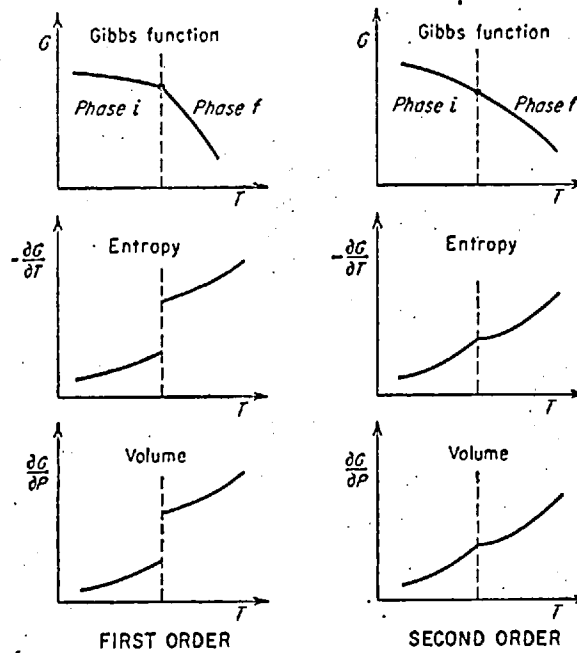 G
Gibbs function
Phase i
Phase f
T
G
Gibbs function
Phase i
Phase f
T
-∂G/∂T
Entropy
T
-∂G/∂T
Entropy
T
∂G/∂P
Volume
T
∂G/∂P
Volume
T
FIRST ORDER
SECOND ORDER